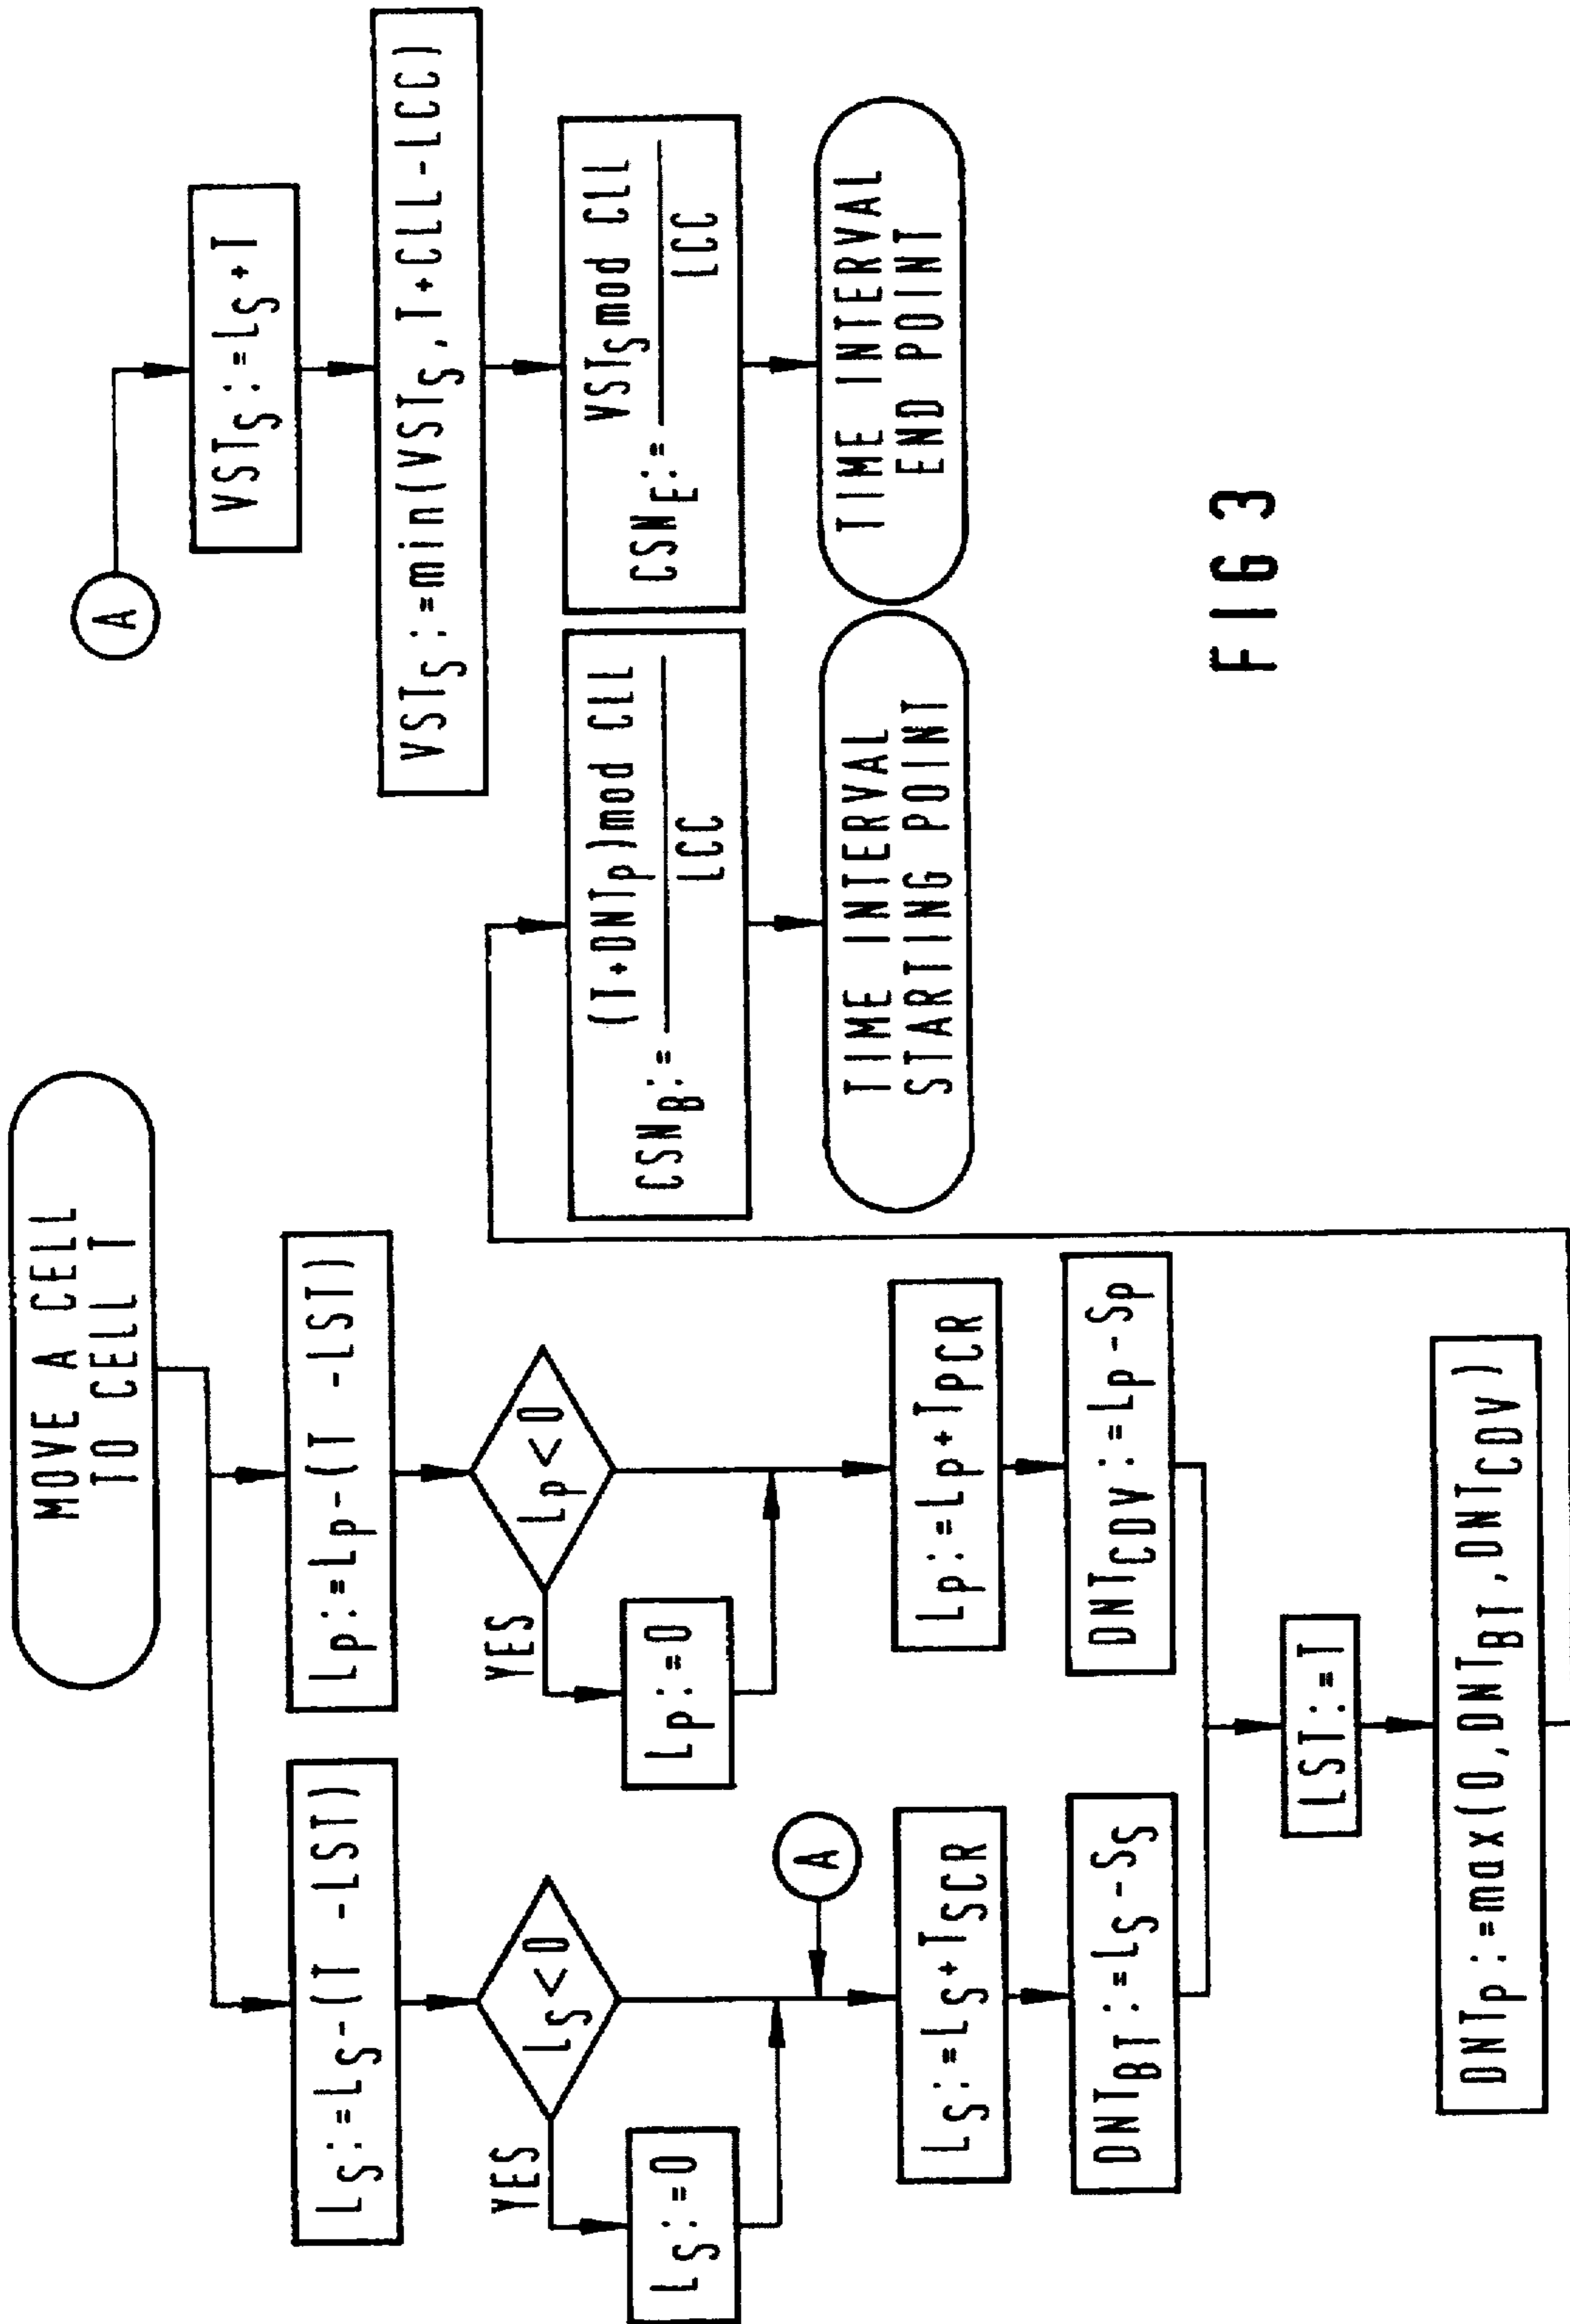 MOVE A CELL
TO CELL T
LS:=LS-(T -LST)
LS<0
YES
LS:=0
A
LS:=LS+TSCR
DNTBT:=LS-SS
Lp:=Lp-(T -LST)
Lp<0
YES
Lp:=0
Lp:=Lp+TPCR
DNTCDV:=Lp-Sp
LST:=T
DNTp:=max(0,DNTBT,DNTCDV)
CSNB:= (T+DNTp)mod CLL
LCC
TIME INTERVAL
STARTING POINT
A
VSTS:=LS+T
VSTS:=min(VSTS,T+CLL-LCC)
CSNE:= VSTSmod CLL
LCC
TIME INTERVAL
END POINT
FIG 3